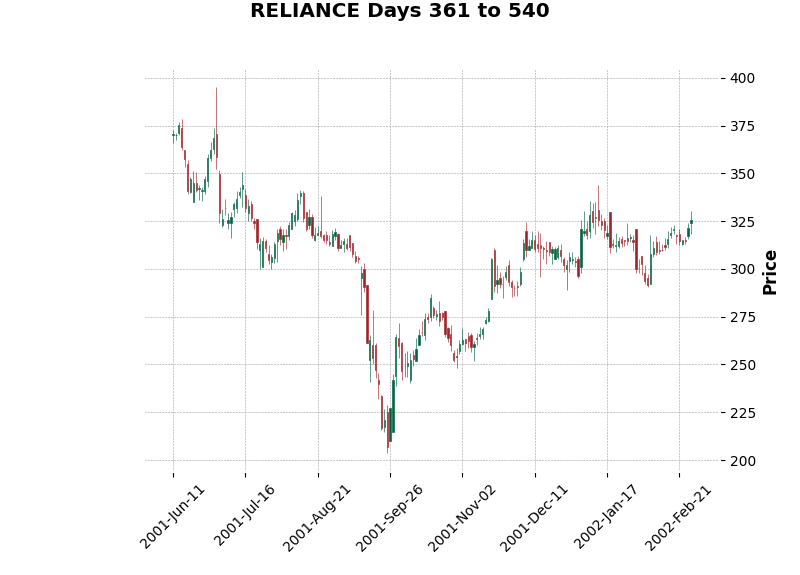 RELIANCE Days 361 to 540
400
375
350
325
300
275
250
225
200
Price
2001-Jun-11
2001-Jul-16
2001-Aug-21
2001-Sep-26
2001-Nov-02
2001-Dec-11
2002-Jan-17
2002-Feb-21